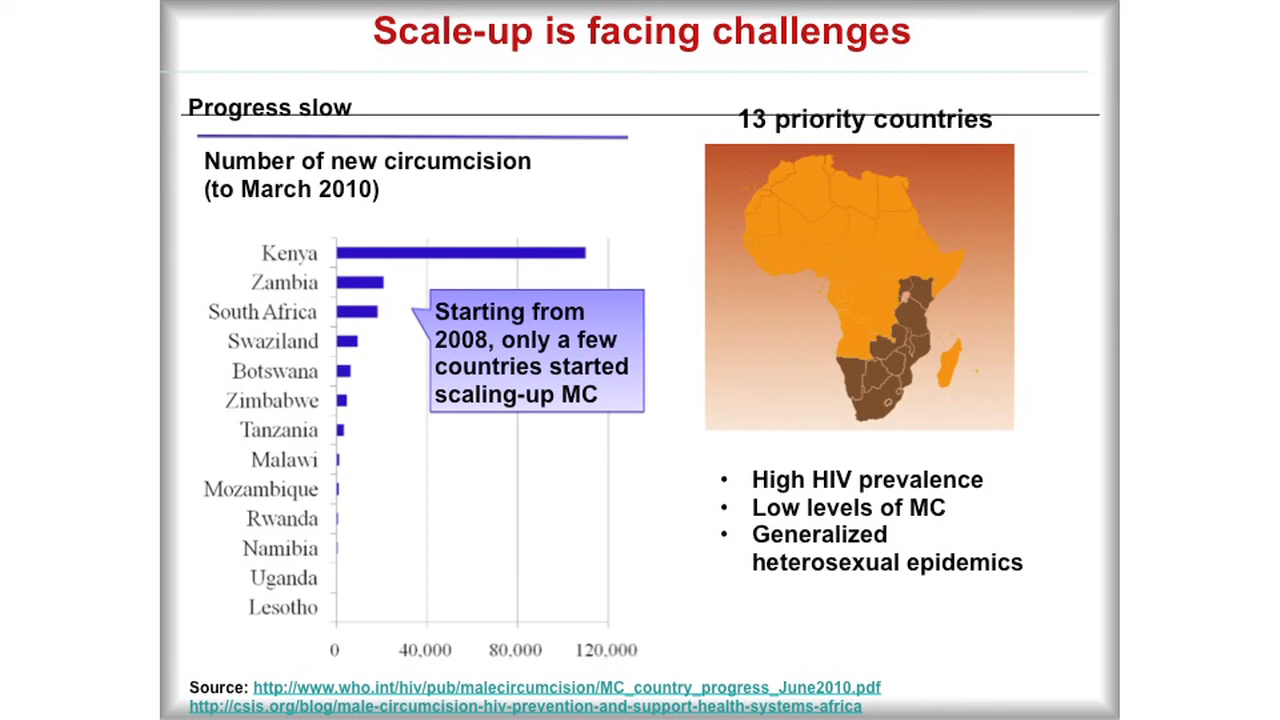 Scale-up is facing challenges
Progress slow
Number of new circumcision
(to March 2010)
Kenya
Zambia
South Africa
Swaziland
Botswana
Zimbabwe
Tanzania
Malawi
Mozambique
Rwanda
Namibia
Uganda
Lesotho
0 40,000 80,000 120,000
Starting from
2008, only a few
countries started
scaling-up MC
13 priority countries
• High HIV prevalence
• Low levels of MC
• Generalized
heterosexual epidemics
Source: http://www.who.int/hiv/pub/malecircumcision/MC_country_progress_June2010.pdf
http://csis.org/blog/male-circumcision-hiv-prevention-and-support-health-systems-africa